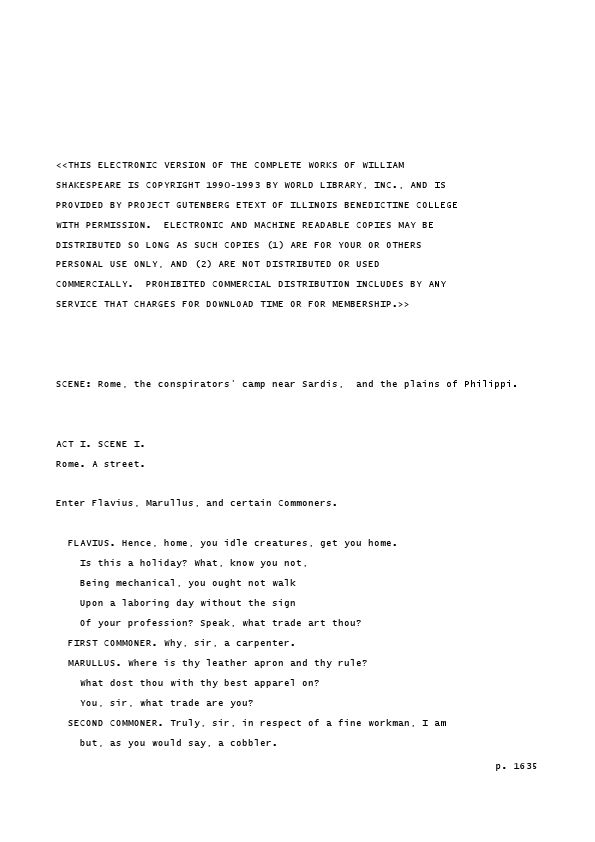 <<THIS ELECTRONIC VERSION OF THE COMPLETE WORKS OF WILLIAM
SHAKESPEARE IS COPYRIGHT 1990-1993 BY WORLD LIBRARY, INC., AND IS
PROVIDED BY PROJECT GUTENBERG ETEXT OF ILLINOIS BENEDICTINE COLLEGE
WITH PERMISSION.  ELECTRONIC AND MACHINE READABLE COPIES MAY BE
DISTRIBUTED SO LONG AS SUCH COPIES (1) ARE FOR YOUR OR OTHERS
PERSONAL USE ONLY, AND (2) ARE NOT DISTRIBUTED OR USED
COMMERCIALLY.  PROHIBITED COMMERCIAL DISTRIBUTION INCLUDES BY ANY
SERVICE THAT CHARGES FOR DOWNLOAD TIME OR FOR MEMBERSHIP.>>
SCENE: Rome, the conspirators' camp near Sardis,  and the plains of Philippi.
ACT I. SCENE I.
Rome. A street.
Enter Flavius, Marullus, and certain Commoners.
FLAVIUS. Hence, home, you idle creatures, get you home.
Is this a holiday? What, know you not,
Being mechanical, you ought not walk
Upon a laboring day without the sign
Of your profession? Speak, what trade art thou?
FIRST COMMONER. Why, sir, a carpenter.
MARULLUS. Where is thy leather apron and thy rule?
What dost thou with thy best apparel on?
You, sir, what trade are you?
SECOND COMMONER. Truly, sir, in respect of a fine workman, I am
but, as you would say, a cobbler.
p. 1635